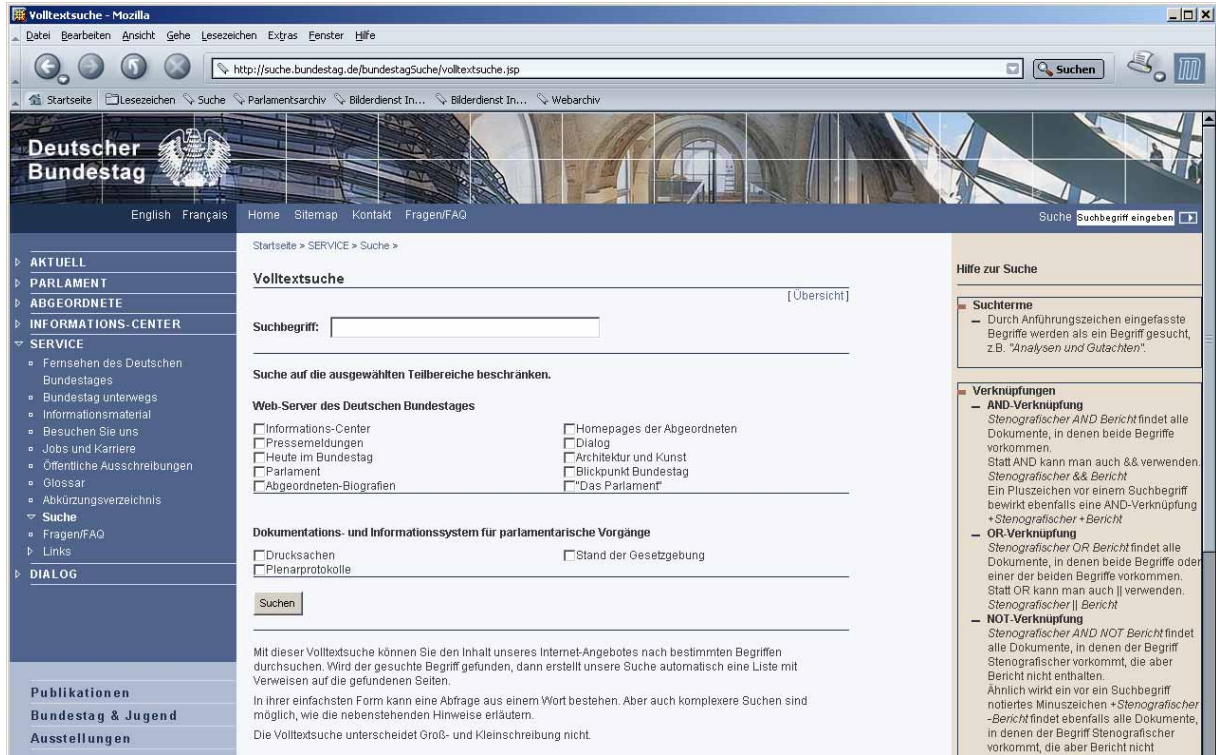 Volltextsuche - Mozilla
Datei Bearbeiten Ansicht Gehe Lesezeichen Extras Fenster Hilfe
http://suche.bundestag.de/bundestagSuche/volltextsuche.jsp
Suchen
Startseite Lesezeichen Suche Parlamentsarchiv Bilderdienst In... Bilderdienst In... Webarchiv
Deutscher
Bundestag
English Français Home Sitemap Kontakt Fragen/FAQ
Suche Suchbegriff eingeben
AKTUELL
PARLAMENT
ABGEORDNETE
INFORMATIONS-CENTER
SERVICE
Fernsehen des Deutschen
Bundestages
Bundestag unterwegs
Informationsmaterial
Besuchen Sie uns
Jobs und Karriere
Öffentliche Ausschreibungen
Glossar
Abkürzungsverzeichnis
Suche
Fragen/FAQ
Links
DIALOG
Publikationen
Bundestag & Jugend
Ausstellungen
Startseite » SERVICE » Suche »
Volltextsuche
[ Übersicht ]
Suchbegriff:
Suche auf die ausgewählten Teilbereiche beschränken.
Web-Server des Deutschen Bundestages
Informations-Center Homepages der Abgeordneten
Pressemeldungen Dialog
Heute im Bundestag Architektur und Kunst
Parlament Blickpunkt Bundestag
Abgeordneten-Biografien "Das Parlament"
Dokumentations- und Informationssystem für parlamentarische Vorgänge
Drucksachen Stand der Gesetzgebung
Plenarprotokolle
Suchen
Mit dieser Volltextsuche können Sie den Inhalt unseres Internet-Angebotes nach bestimmten Begriffen
durchsuchen. Wird der gesuchte Begriff gefunden, dann erstellt unsere Suche automatisch eine Liste mit
Verweisen auf die gefundenen Seiten.
In ihrer einfachsten Form kann eine Abfrage aus einem Wort bestehen. Aber auch komplexere Suchen sind
möglich, wie die nebenstehenden Hinweise erläutern.
Die Volltextsuche unterscheidet Groß- und Kleinschreibung nicht.
Hilfe zur Suche
Suchterme
Durch Anführungszeichen eingefasste
Begriffe werden als ein Begriff gesucht,
z.B. "Analysen und Gutachten".
Verknüpfungen
AND-Verknüpfung
Stenografischer AND Bericht findet alle
Dokumente, in denen beide Begriffe
vorkommen.
Statt AND kann man auch && verwenden.
Stenografischer && Bericht
Ein Pluszeichen vor einem Suchbegriff
bewirkt ebenfalls eine AND-Verknüpfung
+Stenografischer +Bericht
OR-Verknüpfung
Stenografischer OR Bericht findet alle
Dokumente, in denen beide Begriffe oder
einer der beiden Begriffe vorkommen.
Statt OR kann man auch || verwenden.
Stenografischer || Bericht
NOT-Verknüpfung
Stenografischer AND NOT Bericht findet
alle Dokumente, in denen der Begriff
Stenografischer vorkommt, die aber
Bericht nicht enthalten.
Ähnlich wirkt ein vor ein Suchbegriff
notiertes Minuszeichen +Stenografischer
-Bericht findet ebenfalls alle Dokumente,
in denen der Begriff Stenografischer
vorkommt, die aber Bericht nicht